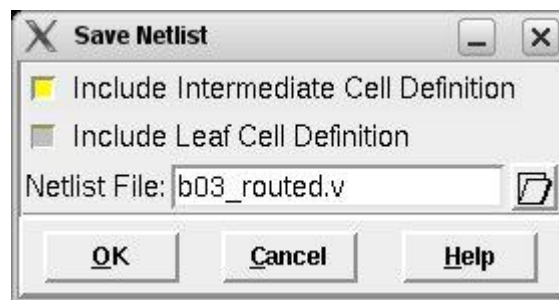 Save Netlist
Include Intermediate Cell Definition
Include Leaf Cell Definition
Netlist File: b03_routed.v
OK Cancel Help